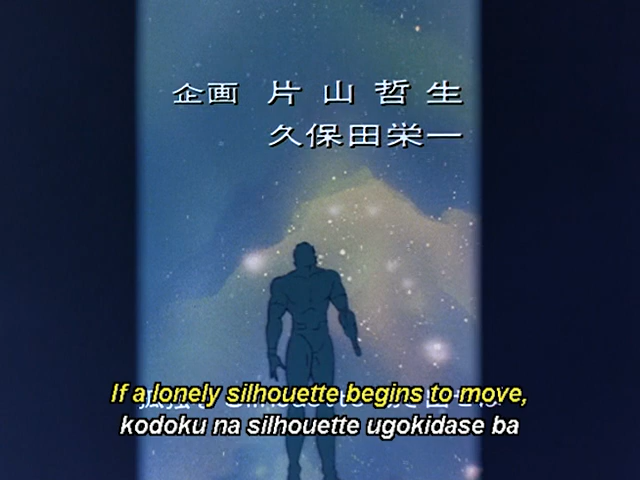 企画 片山哲生
久保田栄一
If a lonely silhouette begins to move,
kodoku na silhouette ugokidase ba